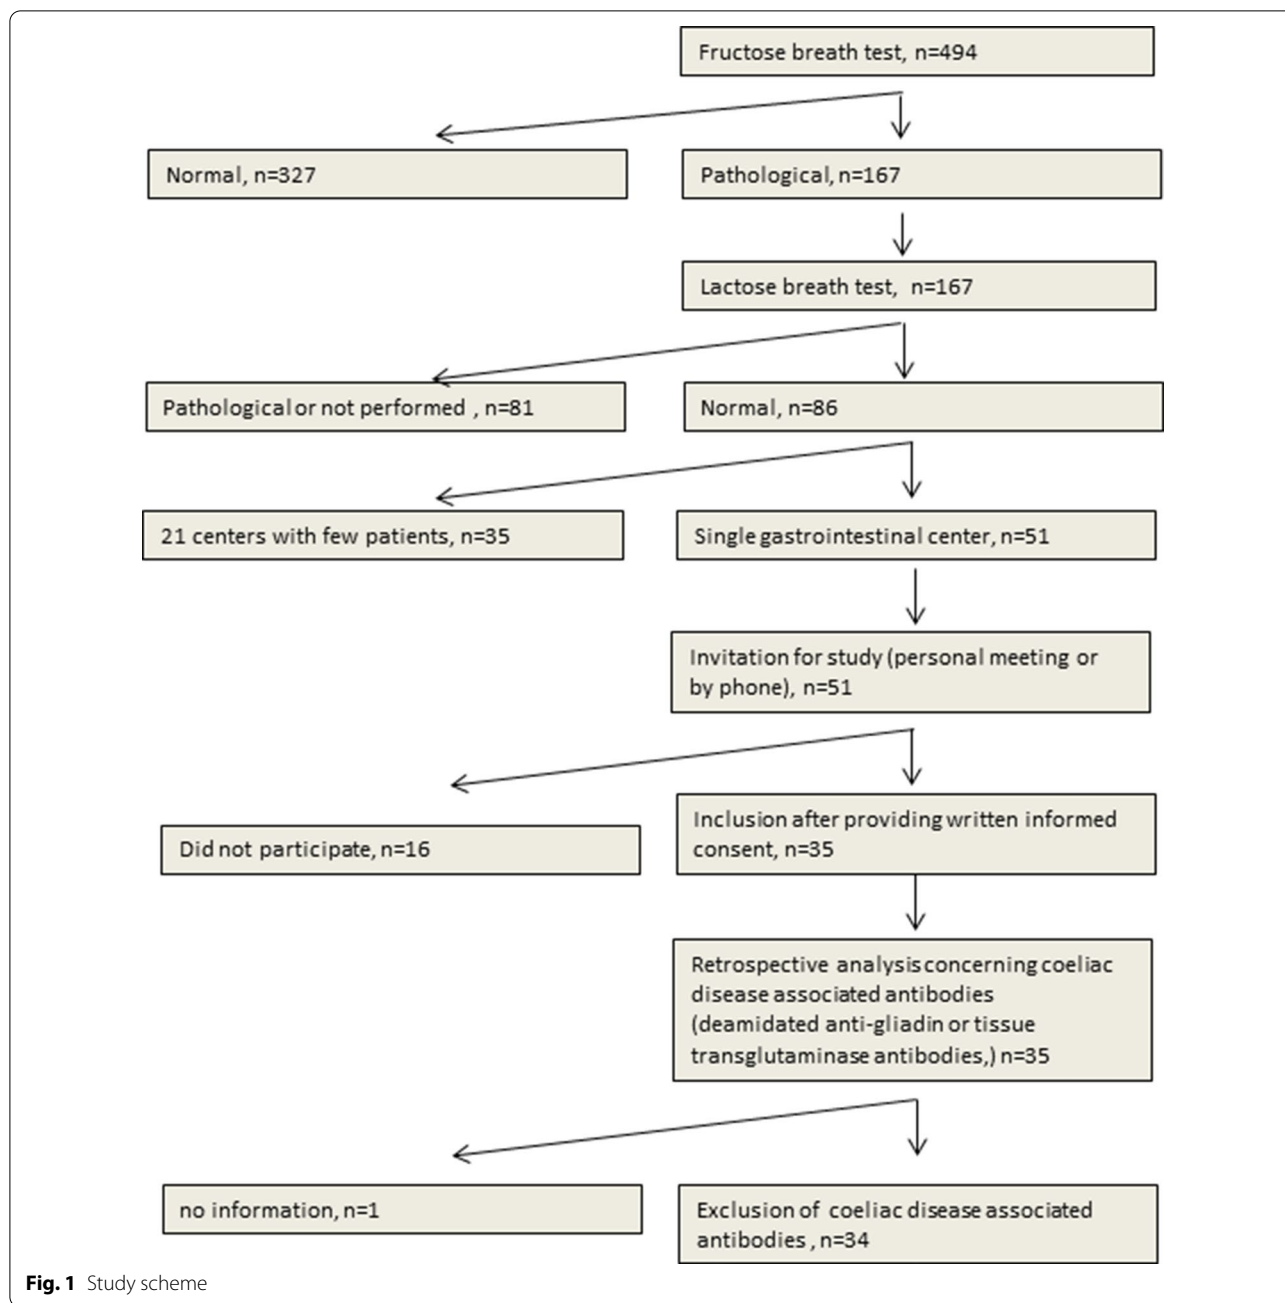 Fructose breath test, n=494
Normal, n=327
Pathological, n=167
Lactose breath test, n=167
Pathological or not performed , n=81
Normal, n=86
21 centers with few patients, n=35
Single gastrointestinal center, n=51
Invitation for study (personal meeting or
by phone), n=51
Did not participate, n=16
Inclusion after providing written informed
consent, n=35
Retrospective analysis concerning coeliac
disease associated antibodies
(deamidated anti-gliadin or tissue
transglutaminase antibodies,) n=35
no information, n=1
Exclusion of coeliac disease associated
antibodies , n=34
Fig. 1 Study scheme